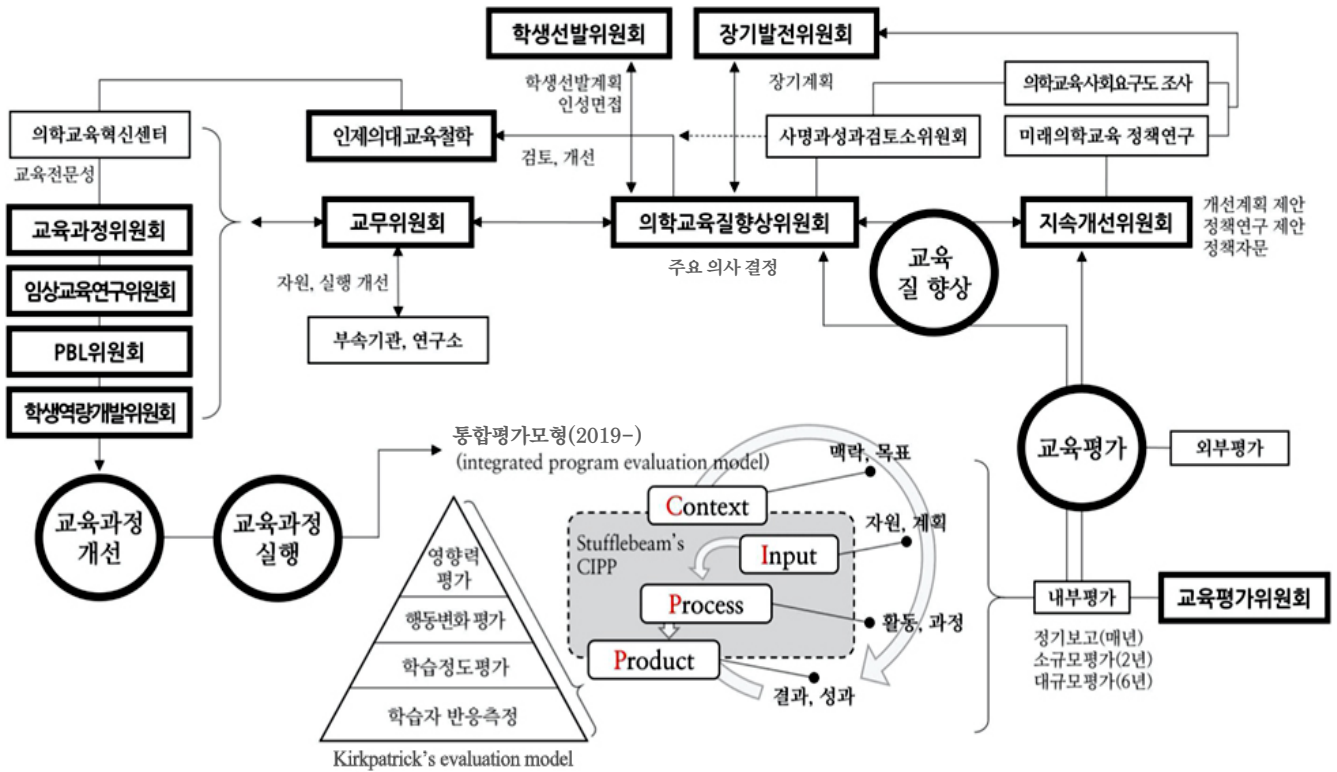 학생선발위원회
장기발전위원회
학생선발계획
인성면접
장기계획
의학교육사회요구도 조사
의학교육혁신센터
인제의대교육철학
사명과성과검토소위원회
미래의학교육 정책연구
검토, 개선
교육전문성
교육과정위원회
교무위원회
의학교육질향상위원회
지속개선위원회
개선계획 제안
정책연구 제안
정책자문
교육
질 향상
주요 의사 결정
임상교육연구위원회
자원, 실행 개선
PBL위원회
부속기관, 연구소
학생역량개발위원회
통합평가모형(2019-)
(integrated program evaluation model)
맥락, 목표
교육평가
외부평가
Context
교육과정
개선
교육과정
실행
자원, 계획
Stufflebeam's
CIPP
Input
영향력
평가
Process
활동, 과정
내부평가
교육평가위원회
행동변화 평가
정기보고(매년)
소규모평가(2년)
대규모평가(6년)
학습정도평가
Product
결과, 성과
학습자 반응측정
Kirkpatrick's evaluation model